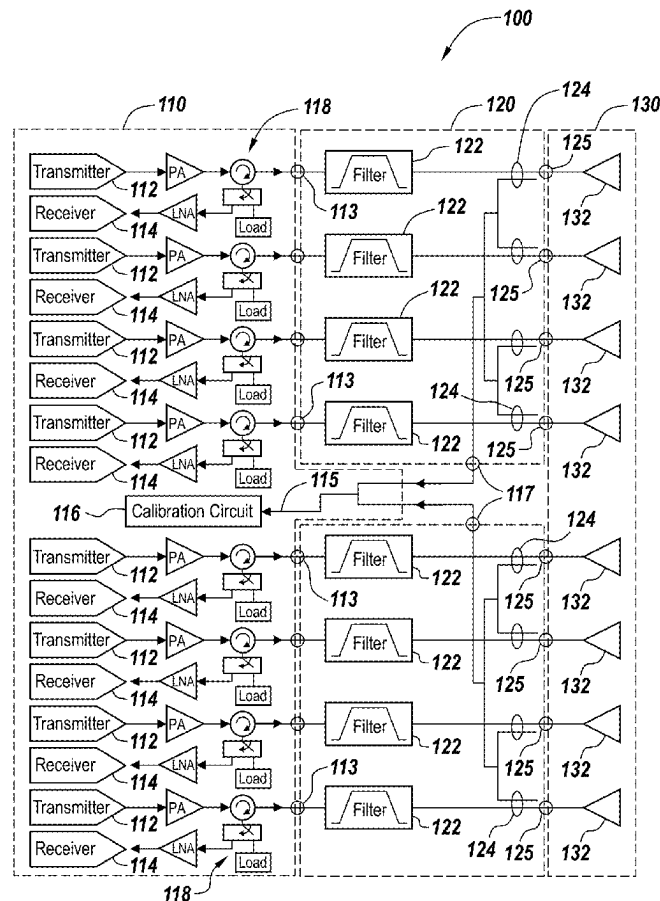 100
110
118
120
124
125
130
Transmitter
PA
122
Filter
112
113
132
Receiver
LNA
Load
114
122
Transmitter
PA
Filter
112
125
132
Receiver
LNA
Load
114
122
Transmitter
PA
Filter
112
125
132
Receiver
LNA
Load
124
114
113
Transmitter
PA
Filter
112
122
125
132
Receiver
LNA
Load
114
115
117
116
Calibration Circuit
124
Transmitter
PA
Filter
112
113
122
125
132
Receiver
LNA
Load
114
Transmitter
PA
Filter
112
122
125
132
Receiver
LNA
Load
114
Transmitter
PA
Filter
112
122
125
132
Receiver
LNA
Load
114
113
Transmitter
PA
Filter
112
122
124
125
132
Receiver
LNA
Load
114
118